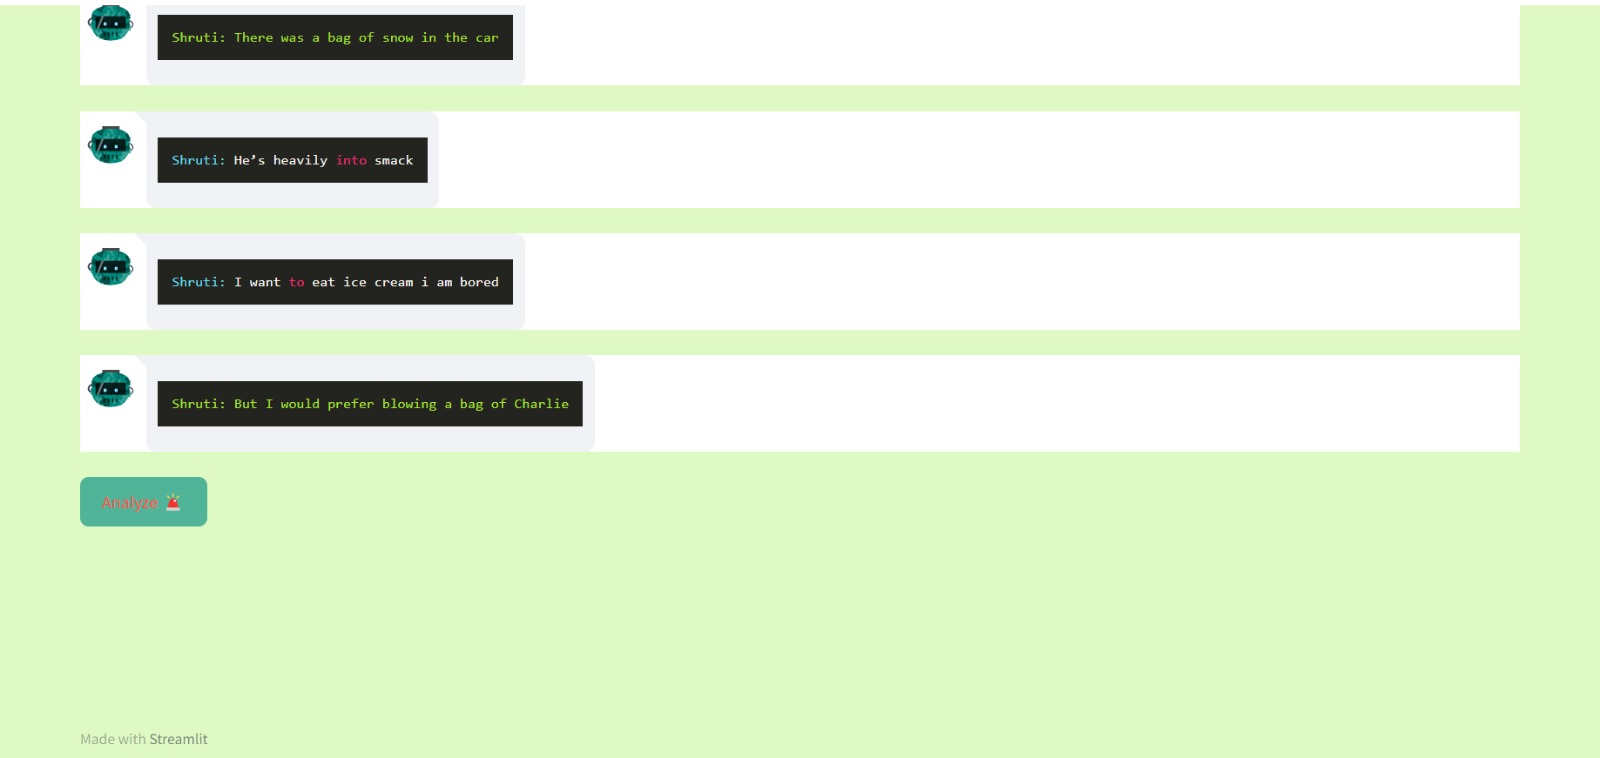 Shruti: There was a bag of snow in the car
Shruti: He’s heavily into smack
Shruti: I want to eat ice cream i am bored
Shruti: But I would prefer blowing a bag of Charlie
Analyze
Made with Streamlit